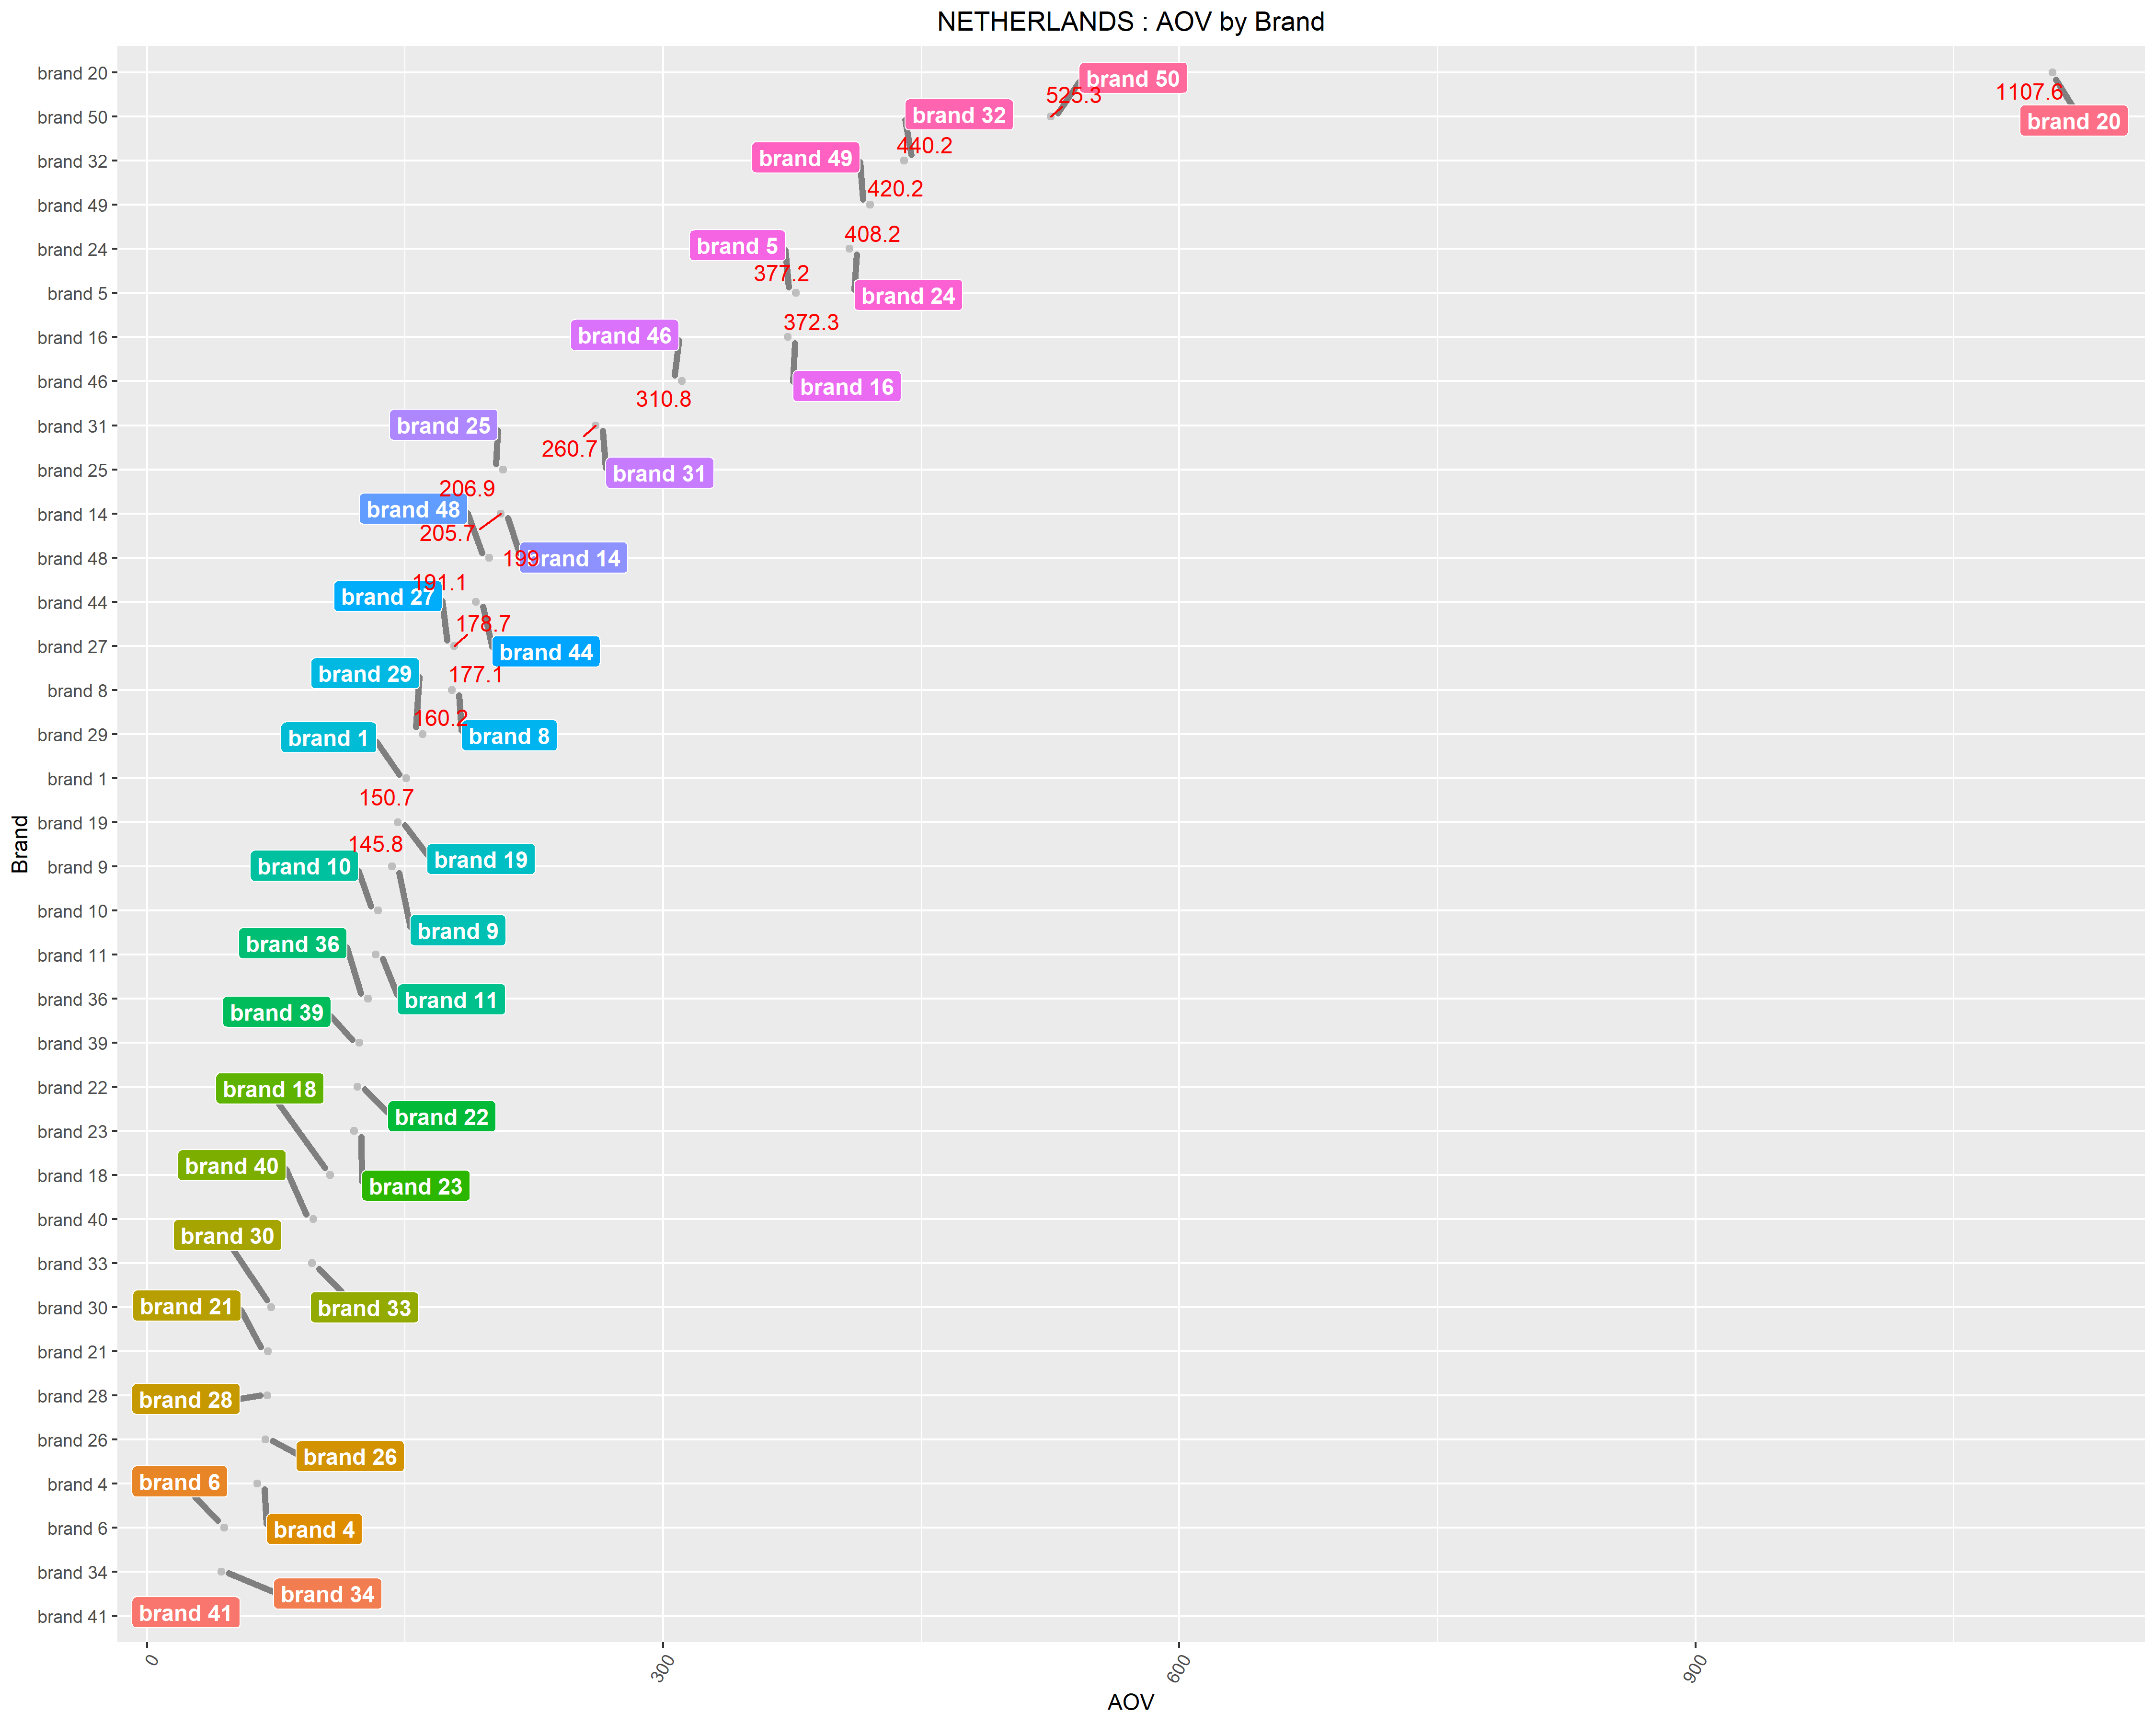 NETHERLANDS : AOV by Brand
brand 20
brand 50
brand 32
brand 49
brand 24
brand 5
brand 16
brand 46
brand 31
brand 25
brand 14
brand 48
brand 44
brand 27
brand 8
brand 29
brand 1
brand 19
brand 9
brand 10
brand 11
brand 36
brand 39
brand 22
brand 23
brand 18
brand 40
brand 33
brand 30
brand 21
brand 28
brand 26
brand 4
brand 6
brand 34
brand 41
Brand
brand 50
525.3
1107.6
brand 20
brand 32
440.2
brand 49
420.2
408.2
brand 5
377.2
brand 24
372.3
brand 46
brand 16
310.8
brand 25
260.7
brand 31
206.9
brand 48
205.7
199
brand 14
191.1
brand 27
178.7
brand 44
brand 29
177.1
160.2
brand 1
brand 8
150.7
145.8
brand 19
brand 10
brand 9
brand 36
brand 11
brand 39
brand 18
brand 22
brand 40
brand 23
brand 30
brand 21
brand 33
brand 28
brand 26
brand 6
brand 4
brand 34
brand 41
0
300
600
900
AOV